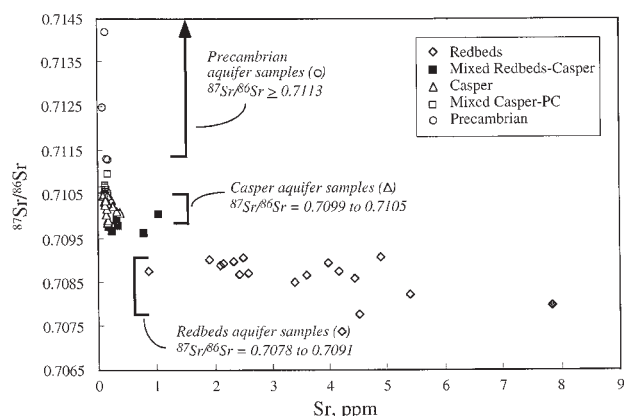 0.7145
0.7135
0.7125
0.7115
0.7105
0.7095
0.7085
0.7075
0.7065
⁸⁷Sr/⁸⁶Sr
Precambrian
aquifer samples (○)
⁸⁷Sr/⁸⁶Sr ≥ 0.7113
◇ Redbeds
■ Mixed Redbeds-Casper
△ Casper
□ Mixed Casper-PC
○ Precambrian
Casper aquifer samples (△)
⁸⁷Sr/⁸⁶Sr = 0.7099 to 0.7105
Redbeds aquifer samples (◇)
⁸⁷Sr/⁸⁶Sr = 0.7078 to 0.7091
0 1 2 3 4 5 6 7 8 9
Sr, ppm